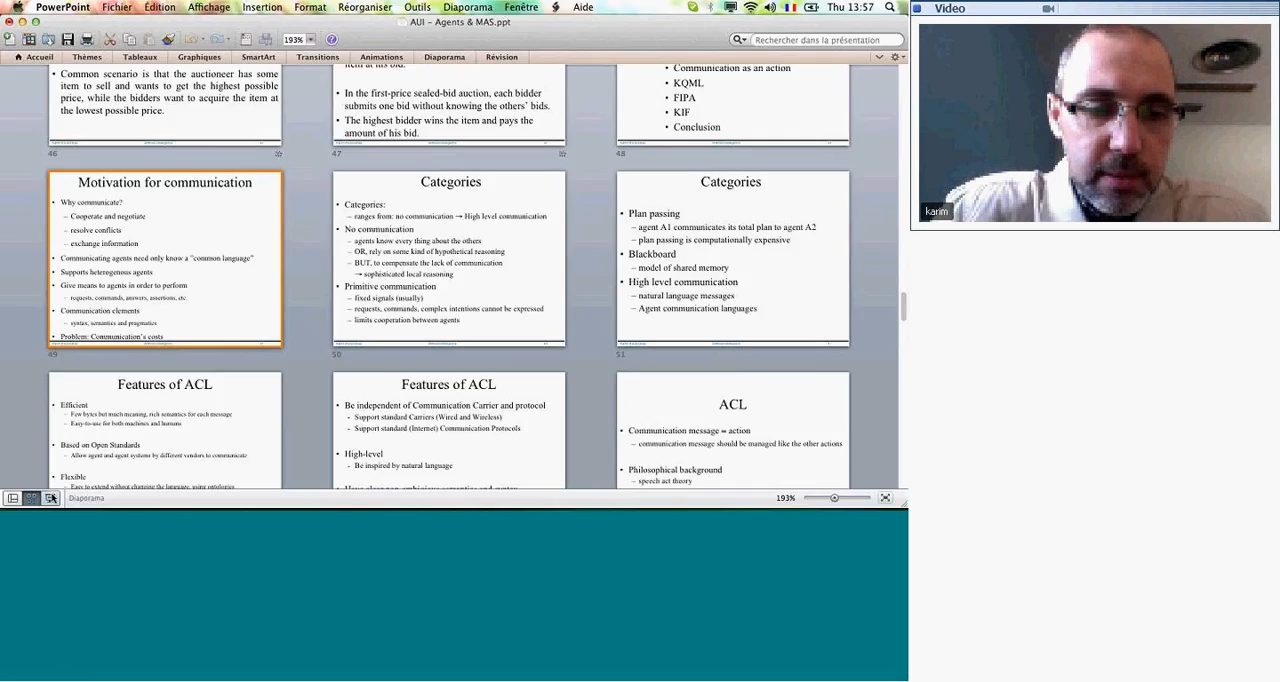 PowerPoint Fichier Édition Affichage Insertion Format Réorganiser Outils Diaporama Fenêtre Aide Thu 13:57
Video
AUI – Agents & MAS.ppt
193%
Rechercher dans la présentation
Accueil Thèmes Tableaux Graphiques SmartArt Transitions Animations Diaporama Révision
• Common scenario is that the auctioneer has some
item to sell and wants to get the highest possible
price, while the bidders want to acquire the item at
the lowest possible price.
46
item at his bid.
• In the first-price sealed-bid auction, each bidder
submits one bid without knowing the others' bids.
• The highest bidder wins the item and pays the
amount of his bid.
47
• Communication as an action
• KQML
• FIPA
• KIF
• Conclusion
48
karim
Motivation for communication
• Why communicate?
– Cooperate and negotiate
– resolve conflicts
– exchange information
• Communicating agents need only know a "common language"
• Supports heterogenous agents
• Give means to agents in order to perform
– requests, commands, answers, assertions, etc.
• Communication elements
– syntax, semantics and pragmatics
• Problem: Communication's costs
49
Categories
• Categories:
– ranges from: no communication → High level communication
• No communication
– agents know every thing about the others
– OR, rely on some kind of hypothetical reasoning
– BUT, to compensate the lack of communication
→ sophisticated local reasoning
• Primitive communication
– fixed signals (usually)
– requests, commands, complex intentions cannot be expressed
– limits cooperation between agents
50
Categories
• Plan passing
– agent A1 communicates its total plan to agent A2
– plan passing is computationally expensive
• Blackboard
– model of shared memory
• High level communication
– natural language messages
– Agent communication languages
51
Features of ACL
• Efficient
- Few bytes but much meaning, rich semantics for each message
- Easy-to-use for both machines and humans
• Based on Open Standards
- Allow agent and agent systems by different vendors to communicate
• Flexible
- Easy to extend without changing the language, using ontologies
Features of ACL
• Be independent of Communication Carrier and protocol
- Support standard Carriers (Wired and Wireless)
- Support standard (Internet) Communication Protocols
• High-level
- Be inspired by natural language
ACL
• Communication message = action
– communication message should be managed like the other actions
• Philosophical background
– speech act theory
Diaporama
193%